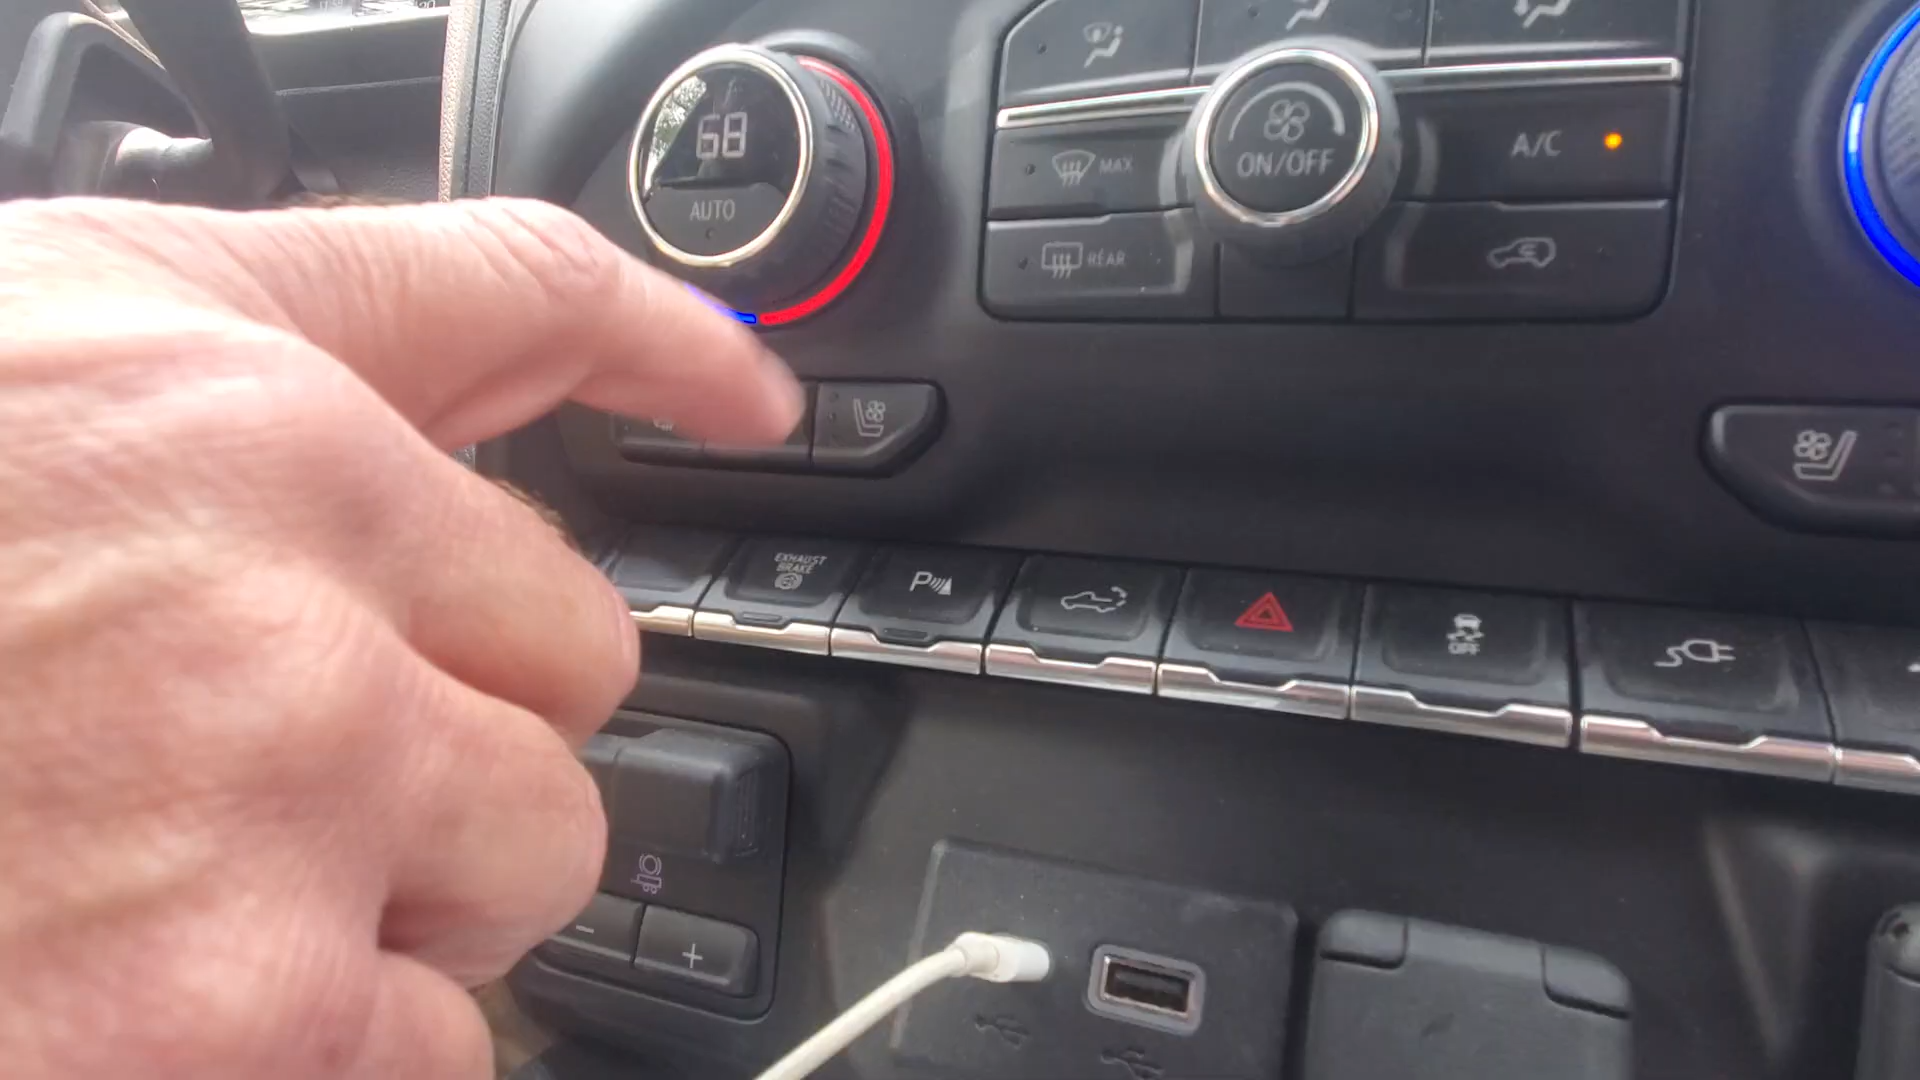 68
AUTO
MAX
REAR
ON/OFF
A/C
EXHAUST
BRAKE
P
OFF
-
+